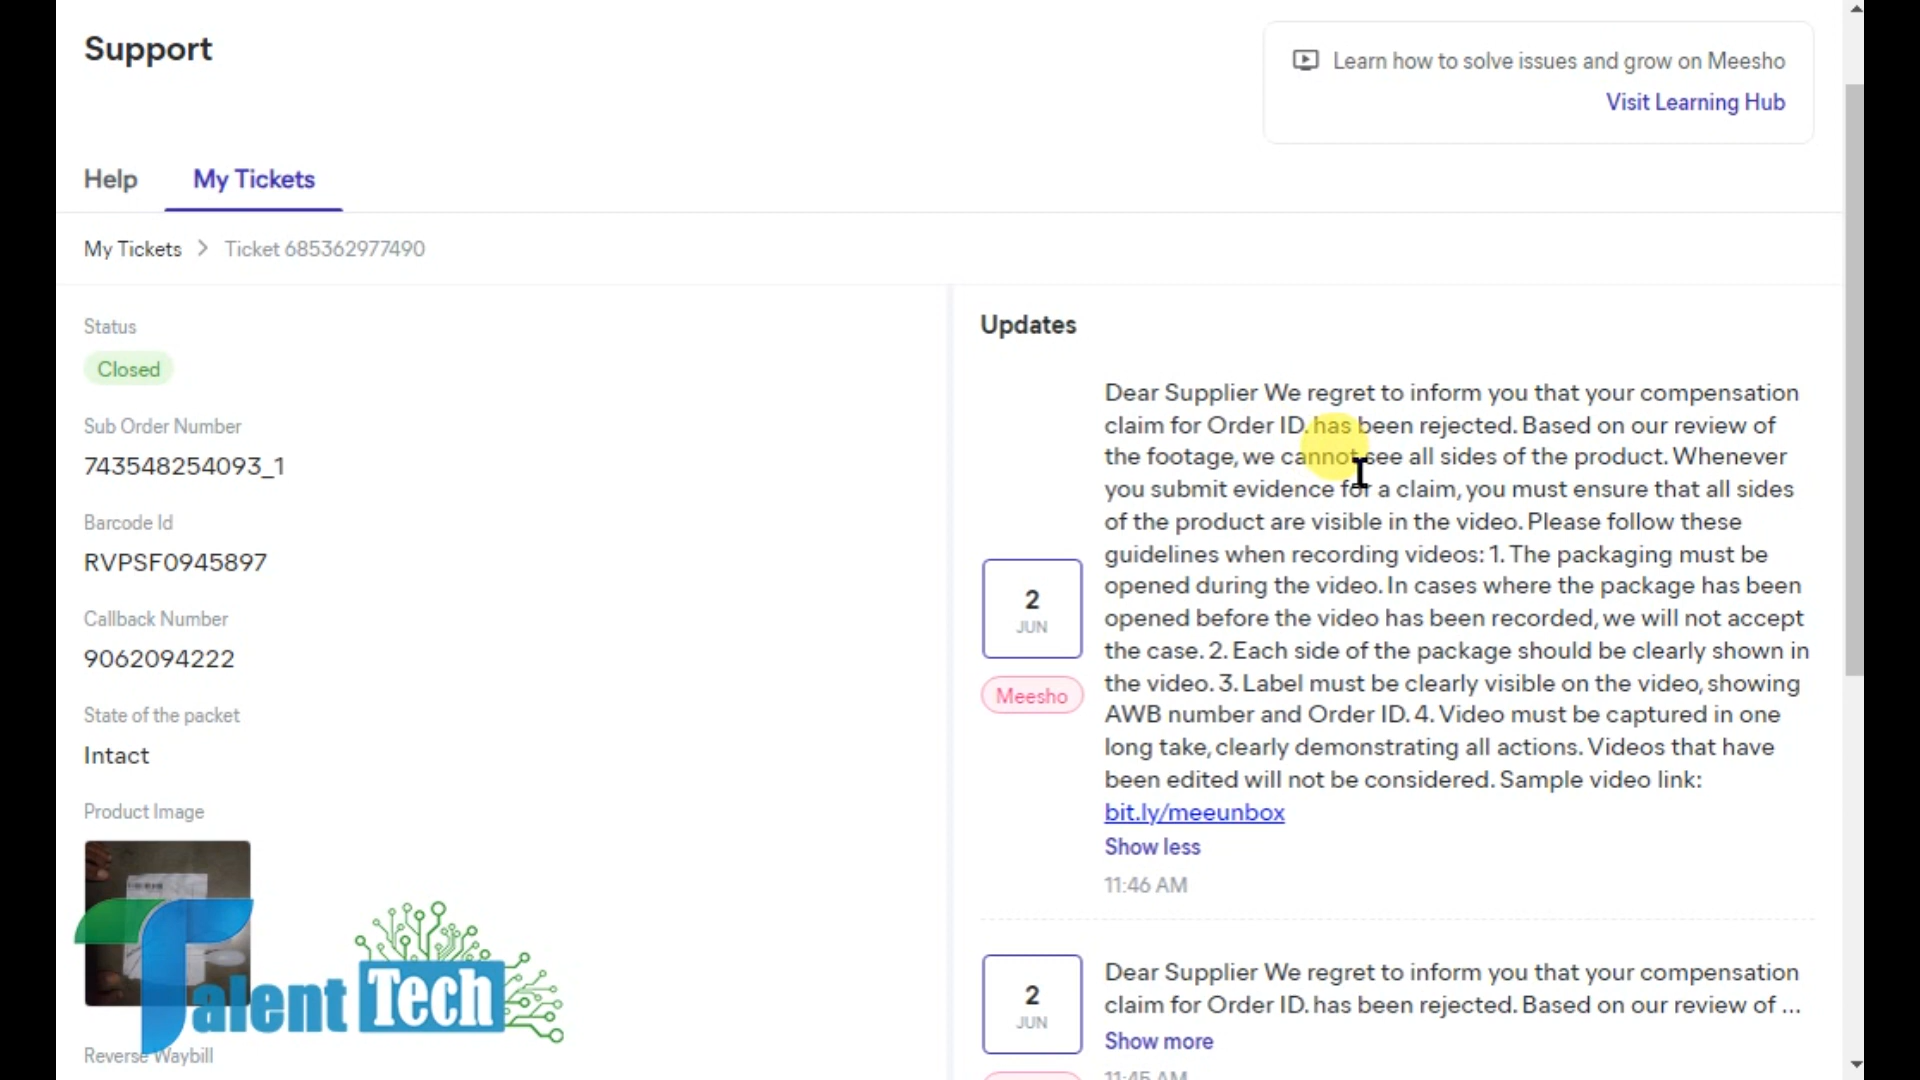 Support
Learn how to solve issues and grow on Meesho
Visit Learning Hub
Help
My Tickets
My Tickets > Ticket 685362977490
Status
Closed
Sub Order Number
743548254093_1
Barcode Id
RVPSF0945897
Callback Number
9062094222
State of the packet
Intact
Product Image
Talent Tech
Reverse Waybill
Updates
2
JUN
Meesho
Dear Supplier We regret to inform you that your compensation
claim for Order ID. has been rejected. Based on our review of
the footage, we cannot see all sides of the product. Whenever
you submit evidence for a claim, you must ensure that all sides
of the product are visible in the video. Please follow these
guidelines when recording videos: 1. The packaging must be
opened during the video. In cases where the package has been
opened before the video has been recorded, we will not accept
the case. 2. Each side of the package should be clearly shown in
the video. 3. Label must be clearly visible on the video, showing
AWB number and Order ID. 4. Video must be captured in one
long take, clearly demonstrating all actions. Videos that have
been edited will not be considered. Sample video link:
bit.ly/meeunbox
Show less
11:46 AM
2
JUN
Dear Supplier We regret to inform you that your compensation
claim for Order ID. has been rejected. Based on our review of ...
Show more
11:45 AM